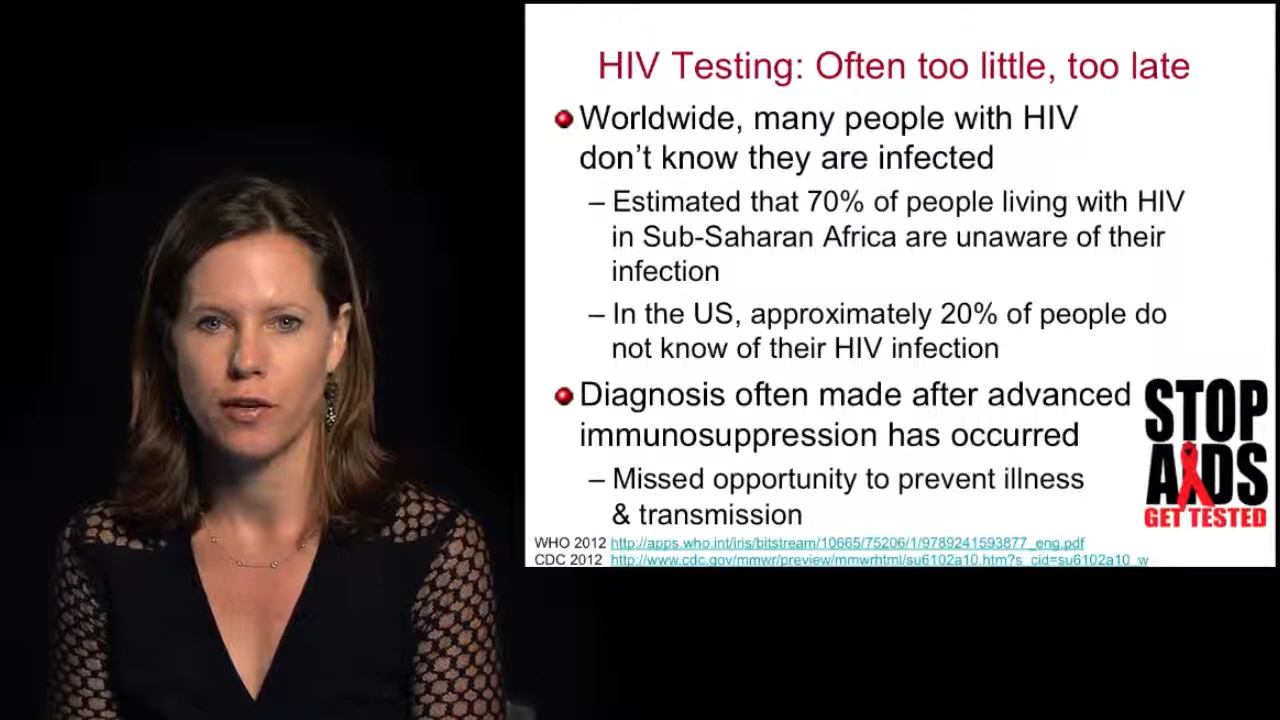 HIV Testing: Often too little, too late
Worldwide, many people with HIV
don't know they are infected
– Estimated that 70% of people living with HIV
in Sub-Saharan Africa are unaware of their
infection
– In the US, approximately 20% of people do
not know of their HIV infection
Diagnosis often made after advanced
immunosuppression has occurred
– Missed opportunity to prevent illness
& transmission
STOP
AIDS
GET TESTED
WHO 2012 http://apps.who.int/iris/bitstream/10665/75206/1/9789241593877_eng.pdf
CDC 2012 http://www.cdc.gov/mmwr/preview/mmwrhtml/su6102a10.htm?s_cid=su6102a10_w